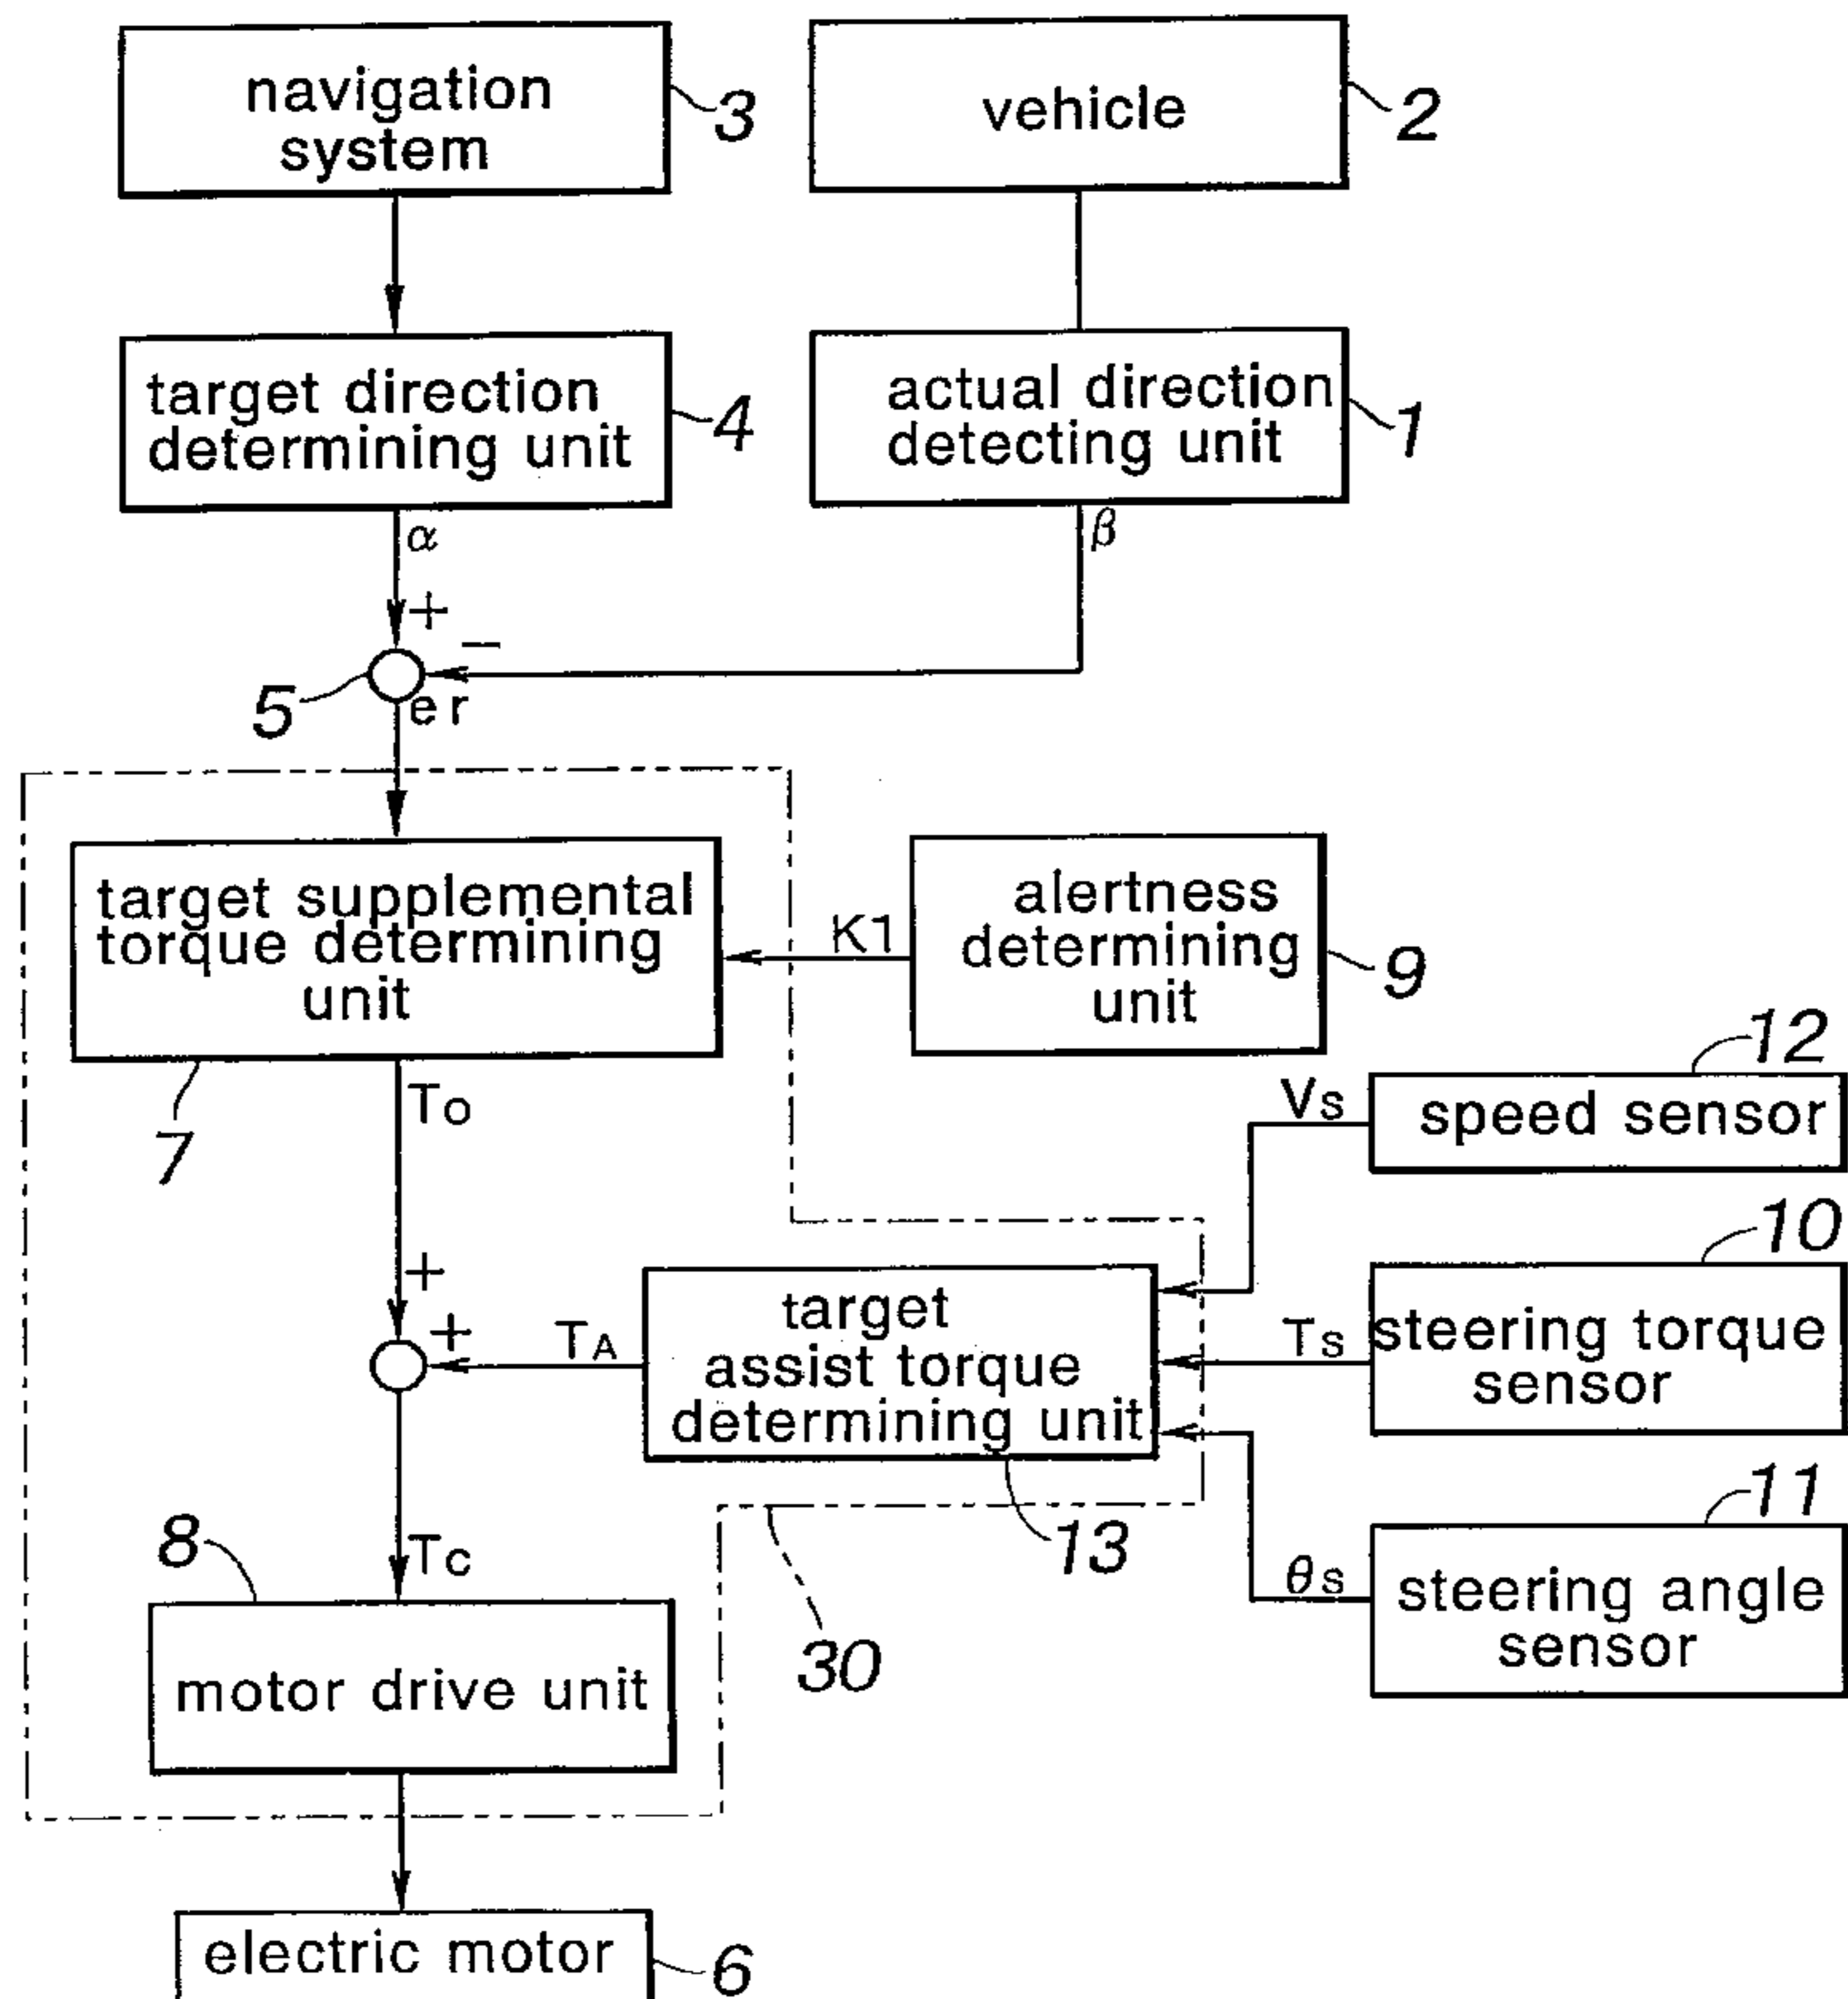 navigation
system
3
vehicle
2
target direction
determining unit
4
actual direction
detecting unit
1
α
β
+
−
5
er
target supplemental
torque determining
unit
7
K1
alertness
determining
unit
9
To
12
Vs
speed sensor
10
+
+
TA
target
assist torque
determining unit
13
Ts
steering torque
sensor
11
θs
steering angle
sensor
8
Tc
30
motor drive unit
electric motor
6